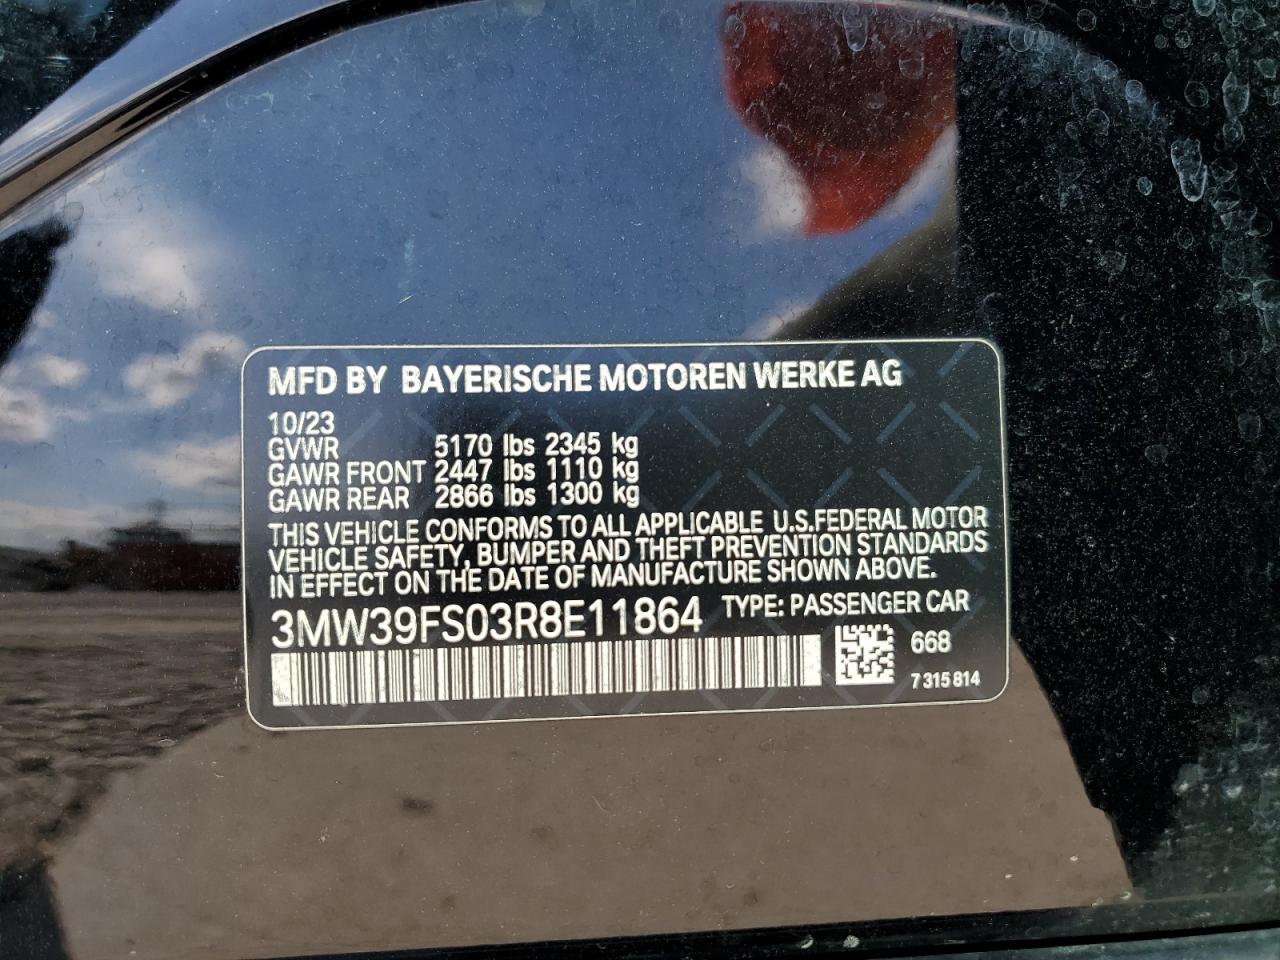 MFD BY BAYERISCHE MOTOREN WERKE AG
10/23
GVWR 5170 lbs 2345 kg
GAWR FRONT 2447 lbs 1110 kg
GAWR REAR 2866 lbs 1300 kg
THIS VEHICLE CONFORMS TO ALL APPLICABLE U.S.FEDERAL MOTOR
VEHICLE SAFETY, BUMPER AND THEFT PREVENTION STANDARDS
IN EFFECT ON THE DATE OF MANUFACTURE SHOWN ABOVE.
3MW39FS03R8E11864 TYPE: PASSENGER CAR
668
7 315 814